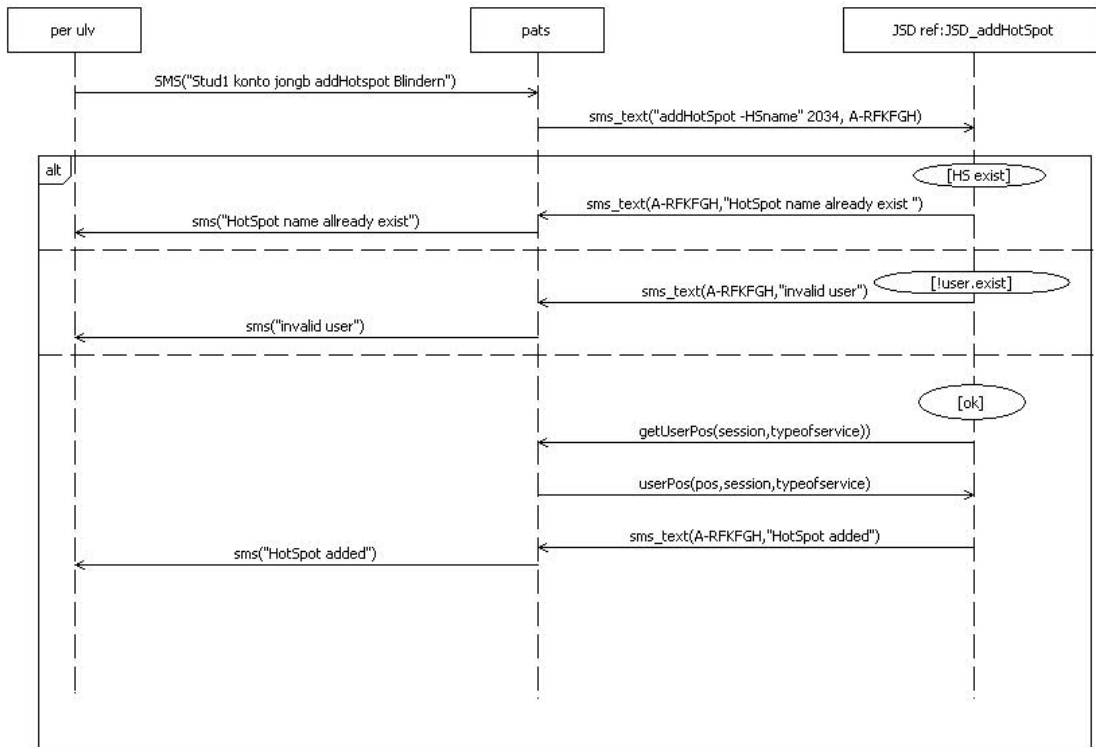 per ulv
pats
JSD ref:JSD_addHotSpot
SMS("Stud1 konto jongb addHotspot Blindern")
sms_text("addHotSpot -HSname" 2034, A-RFKFGH)
alt
[HS exist]
sms_text(A-RFKFGH,"HotSpot name already exist ")
sms("HotSpot name allready exist")
[!user.exist]
sms_text(A-RFKFGH,"invalid user")
sms("invalid user")
[ok]
getUserPos(session,typeofservice))
userPos(pos,session,typeofservice)
sms_text(A-RFKFGH,"HotSpot added")
sms("HotSpot added")